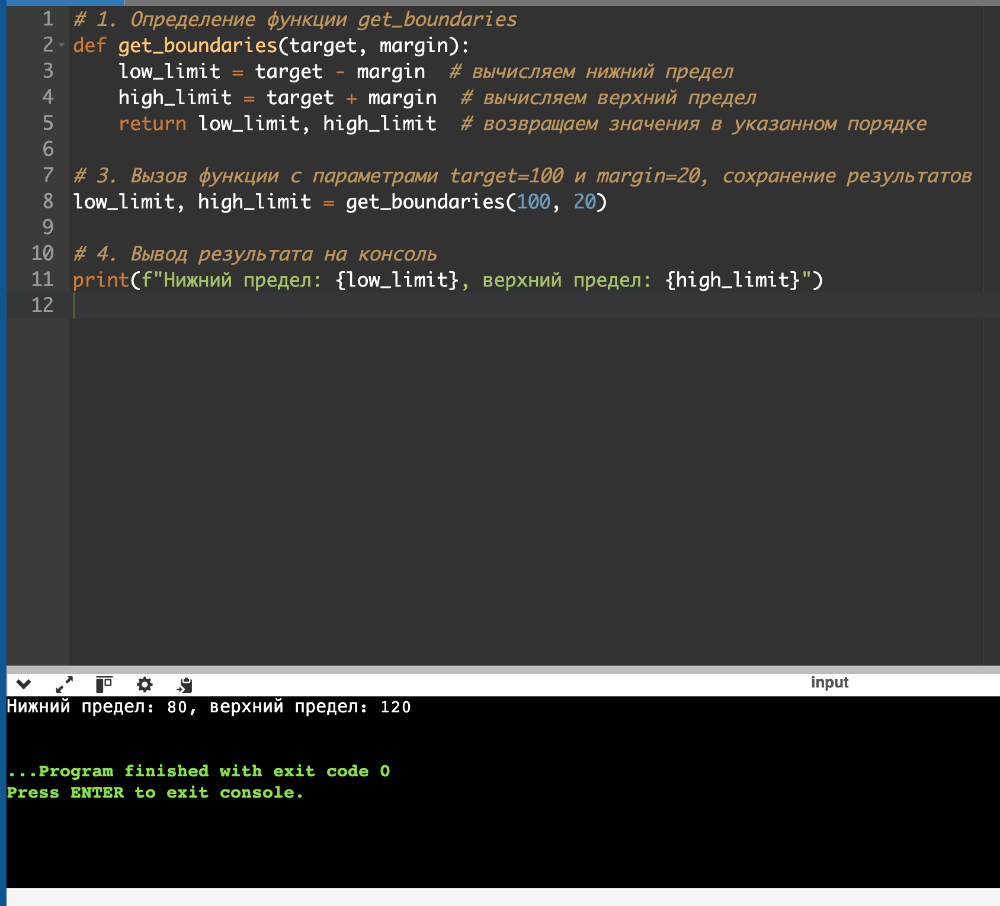 1 # 1. Определение функции get_boundaries
2 def get_boundaries(target, margin):
3     low_limit = target - margin  # вычисляем нижний предел
4     high_limit = target + margin  # вычисляем верхний предел
5     return low_limit, high_limit  # возвращаем значения в указанном порядке
6
7 # 3. Вызов функции с параметрами target=100 и margin=20, сохранение результатов
8 low_limit, high_limit = get_boundaries(100, 20)
9
10 # 4. Вывод результата на консоль
11 print(f"Нижний предел: {low_limit}, верхний предел: {high_limit}")
12
input
Нижний предел: 80, верхний предел: 120
...Program finished with exit code 0
Press ENTER to exit console.